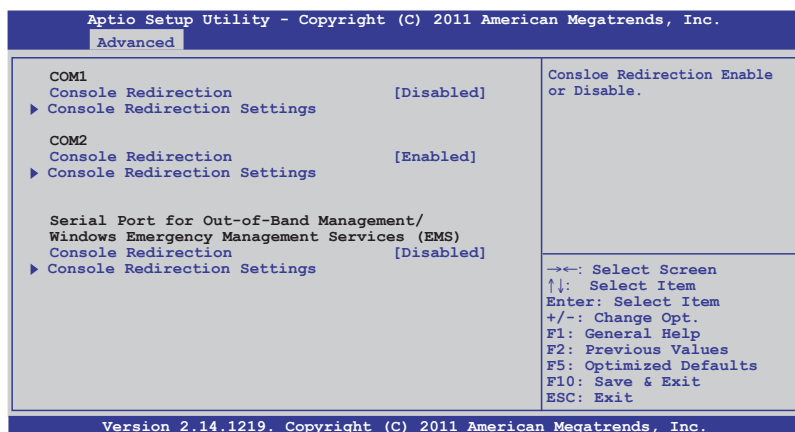 Aptio Setup Utility - Copyright (C) 2011 American Megatrends, Inc.
Advanced
COM1
Console Redirection [Disabled]
▶ Console Redirection Settings
COM2
Console Redirection [Enabled]
▶ Console Redirection Settings
Serial Port for Out-of-Band Management/
Windows Emergency Management Services (EMS)
Console Redirection [Disabled]
▶ Console Redirection Settings
Consloe Redirection Enable
or Disable.
→←: Select Screen
↑↓: Select Item
Enter: Select Item
+/-: Change Opt.
F1: General Help
F2: Previous Values
F5: Optimized Defaults
F10: Save & Exit
ESC: Exit
Version 2.14.1219. Copyright (C) 2011 American Megatrends, Inc.